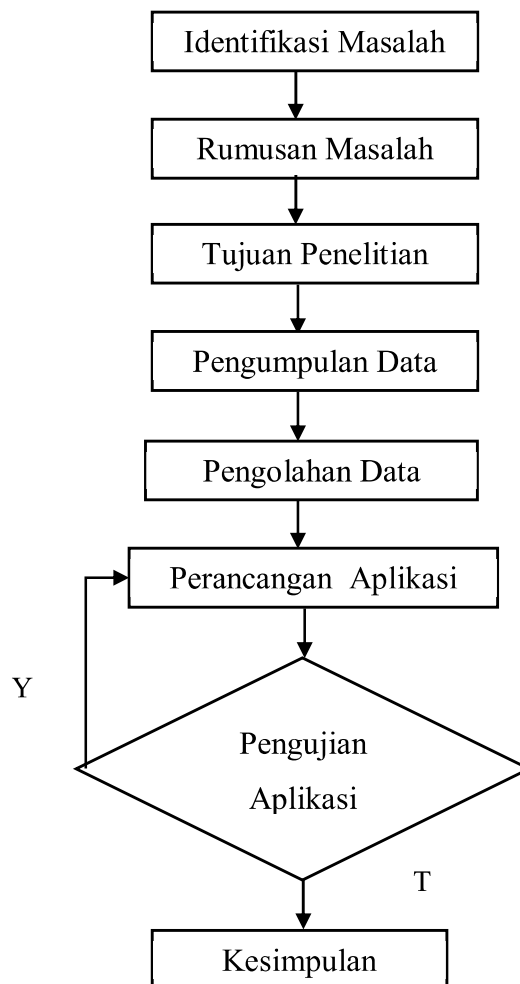 Identifikasi Masalah
Rumusan Masalah
Tujuan Penelitian
Pengumpulan Data
Pengolahan Data
Perancangan Aplikasi
Y
Pengujian
Aplikasi
T
Kesimpulan